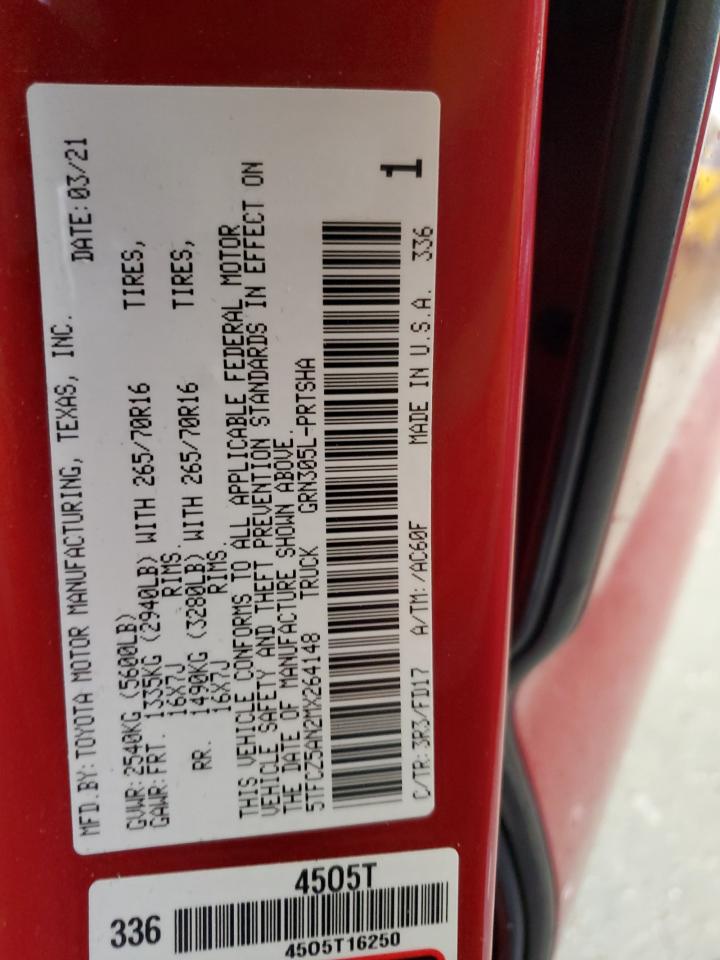 MFD.BY:TOYOTA MOTOR MANUFACTURING, TEXAS, INC.
DATE:03/21
GVWR:2540KG (5600LB)
GAWR:FRT. 1335KG (2940LB) WITH 265/70R16 TIRES,
16X7J RIMS.
RR. 1490KG (3280LB) WITH 265/70R16 TIRES,
16X7J RIMS.
THIS VEHICLE CONFORMS TO ALL APPLICABLE FEDERAL MOTOR
VEHICLE SAFETY AND THEFT PREVENTION STANDARDS IN EFFECT ON
THE DATE OF MANUFACTURE SHOWN ABOVE.
5TFCZ5AN2MX264148 TRUCK GRN305L-PRTSHA
1
C/TR:3R3/FD17 A/TM:/AC60F MADE IN U.S.A. 336
4505T
336
4505T16250